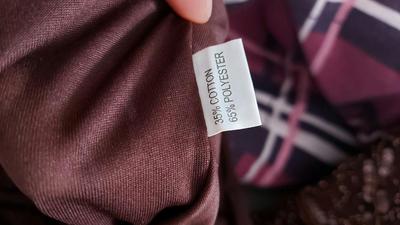 35% COTTON
65% POLYESTER